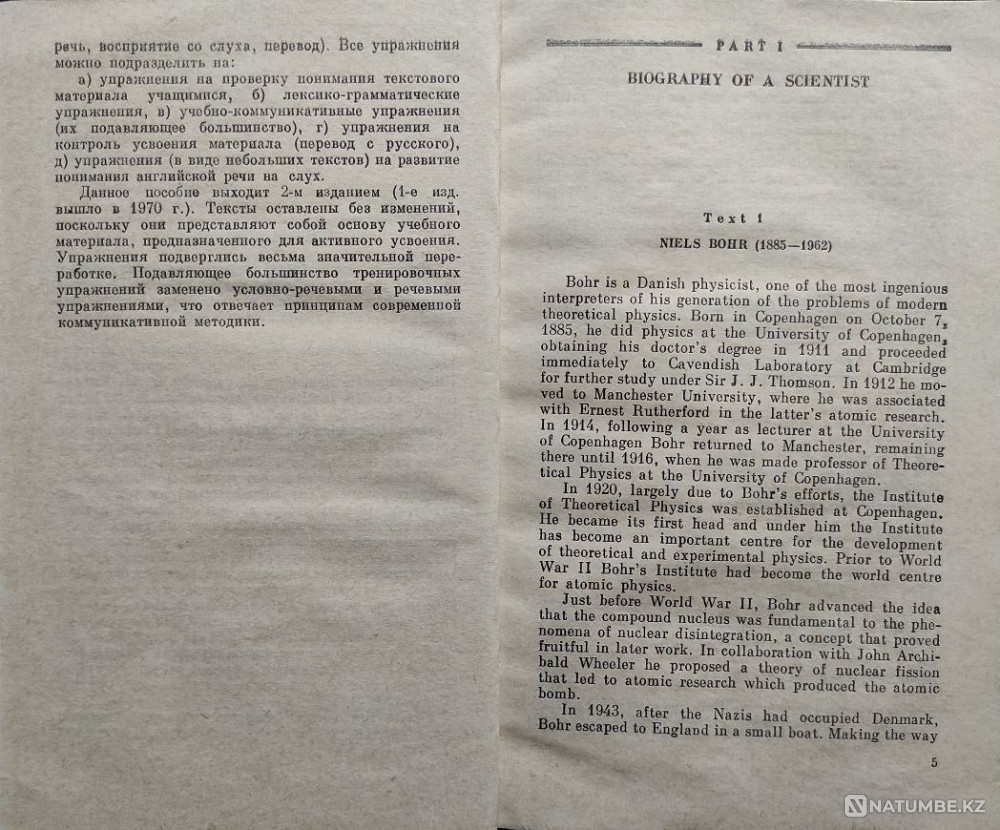 речь, восприятие со слуха, перевод). Все упражнения
можно подразделить на:
а) упражнения на проверку понимания текстового
материала учащимися, б) лексико-грамматические
упражнения, в) учебно-коммуникативные упражнения
(их подавляющее большинство), г) упражнения на
контроль усвоения материала (перевод с русского),
д) упражнения (в виде небольших текстов) на развитие
понимания английской речи на слух.
Данное пособие выходит 2-м изданием (1-е изд.
вышло в 1970 г.). Тексты оставлены без изменений,
поскольку они представляют собой основу учебного
материала, предназначенного для активного усвоения.
Упражнения подверглись весьма значительной пере-
работке. Подавляющее большинство тренировочных
упражнений заменено условно-речевыми и речевыми
упражнениями, что отвечает принципам современной
коммуникативной методики.
PART I
BIOGRAPHY OF A SCIENTIST
Text 1
NIELS BOHR (1885—1962)
Bohr is a Danish physicist, one of the most ingenious
interpreters of his generation of the problems of modern
theoretical physics. Born in Copenhagen on October 7,
1885, he did physics at the University of Copenhagen,
obtaining his doctor's degree in 1911 and proceeded
immediately to Cavendish Laboratory at Cambridge
for further study under Sir J. J. Thomson. In 1912 he mo-
ved to Manchester University, where he was associated
with Ernest Rutherford in the latter's atomic research.
In 1914, following a year as lecturer at the University
of Copenhagen Bohr returned to Manchester, remaining
there until 1916, when he was made professor of Theore-
tical Physics at the University of Copenhagen.
In 1920, largely due to Bohr's efforts, the Institute
of Theoretical Physics was established at Copenhagen.
He became its first head and under him the Institute
has become an important centre for the development
of theoretical and experimental physics. Prior to World
War II Bohr's Institute had become the world centre
for atomic physics.
Just before World War II, Bohr advanced the idea
that the compound nucleus was fundamental to the phe-
nomena of nuclear disintegration, a concept that proved
fruitful in later work. In collaboration with John Archi-
bald Wheeler he proposed a theory of nuclear fission
that led to atomic research which produced the atomic
bomb.
In 1943, after the Nazis had occupied Denmark,
Bohr escaped to England in a small boat. Making the way
5
NATUMBE.KZ